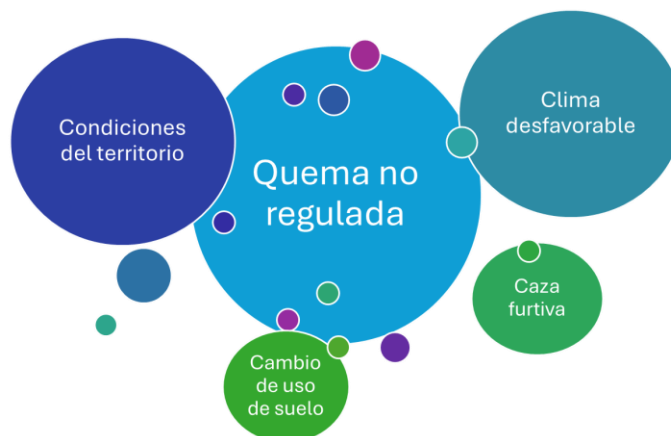 Condiciones
del territorio
Quema no
regulada
Clima
desfavorable
Caza
furtiva
Cambio
de uso
de suelo